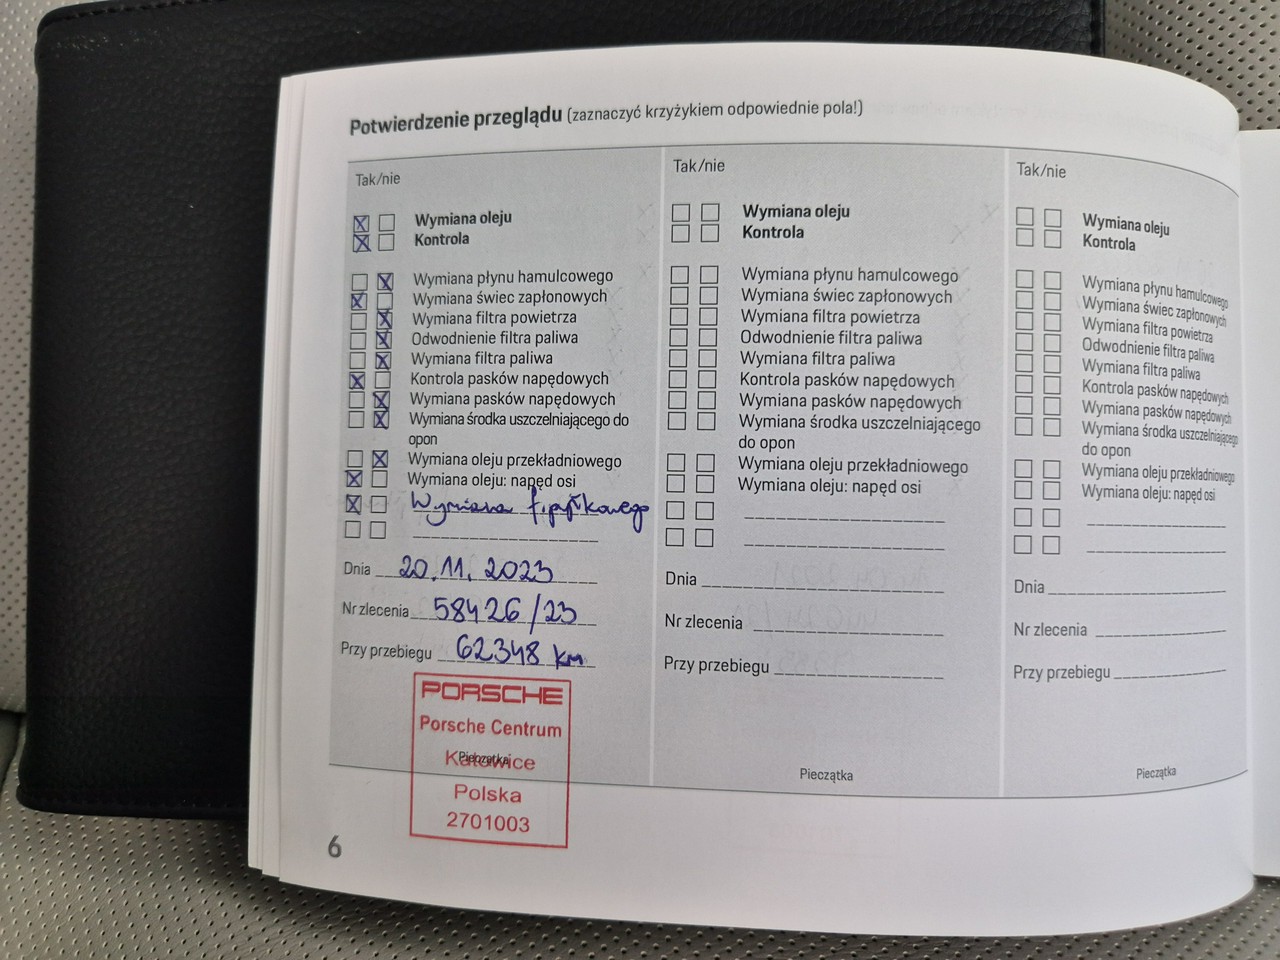 Potwierdzenie przeglądu (zaznaczyć krzyżykiem odpowiednie pola!)
Tak/nie
Wymiana oleju
Kontrola
Wymiana płynu hamulcowego
Wymiana świec zapłonowych
Wymiana filtra powietrza
Odwodnienie filtra paliwa
Wymiana filtra paliwa
Kontrola pasków napędowych
Wymiana pasków napędowych
Wymiana środka uszczelniającego do
opon
Wymiana oleju przekładniowego
Wymiana oleju: napęd osi
Wymiana f.pyłkowego
Dnia 20.11.2023
Nr zlecenia 58426/23
Przy przebiegu 62348 km
PORSCHE
Porsche Centrum
Katowice
Pieczątka
Polska
2701003
Tak/nie
Wymiana oleju
Kontrola
Wymiana płynu hamulcowego
Wymiana świec zapłonowych
Wymiana filtra powietrza
Odwodnienie filtra paliwa
Wymiana filtra paliwa
Kontrola pasków napędowych
Wymiana pasków napędowych
Wymiana środka uszczelniającego
do opon
Wymiana oleju przekładniowego
Wymiana oleju: napęd osi
Dnia
Nr zlecenia
Przy przebiegu
Pieczątka
Tak/nie
Wymiana oleju
Kontrola
Wymiana płynu hamulcowego
Wymiana świec zapłonowych
Wymiana filtra powietrza
Odwodnienie filtra paliwa
Wymiana filtra paliwa
Kontrola pasków napędowych
Wymiana pasków napędowych
Wymiana środka uszczelniającego
do opon
Wymiana oleju przekładniowego
Wymiana oleju: napęd osi
Dnia
Nr zlecenia
Przy przebiegu
Pieczątka
6